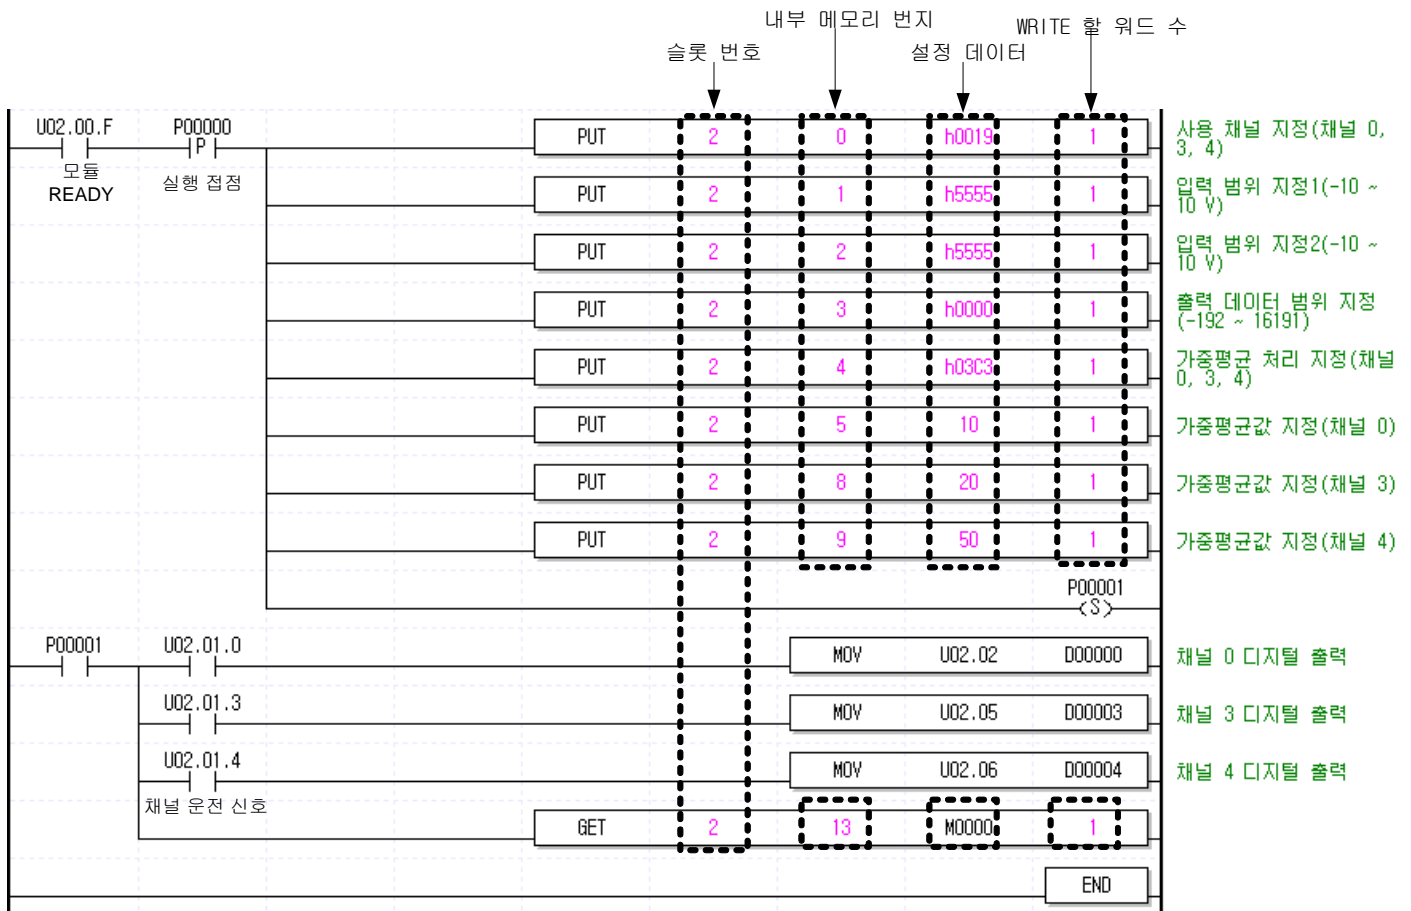 내부 메모리 번지
WRITE 할 워드 수
슬롯 번호
설정 데이터
U02.00.F P00000
P
모듈
READY
실행 접점
PUT 2 0 h0019 1
사용 채널 지정(채널 0,
3, 4)
PUT 2 1 h5555 1
입력 범위 지정1(-10 ~
10 V)
PUT 2 2 h5555 1
입력 범위 지정2(-10 ~
10 V)
PUT 2 3 h0000 1
출력 데이터 범위 지정
(-192 ~ 16191)
PUT 2 4 h03C3 1
가중평균 처리 지정(채널
0, 3, 4)
PUT 2 5 10 1
가중평균값 지정(채널 0)
PUT 2 8 20 1
가중평균값 지정(채널 3)
PUT 2 9 50 1
가중평균값 지정(채널 4)
P00001
(S)
P00001 U02.01.0
MOV U02.02 D00000
채널 0 디지털 출력
U02.01.3
MOV U02.05 D00003
채널 3 디지털 출력
U02.01.4
MOV U02.06 D00004
채널 4 디지털 출력
채널 운전 신호
GET 2 13 M0000 1
END